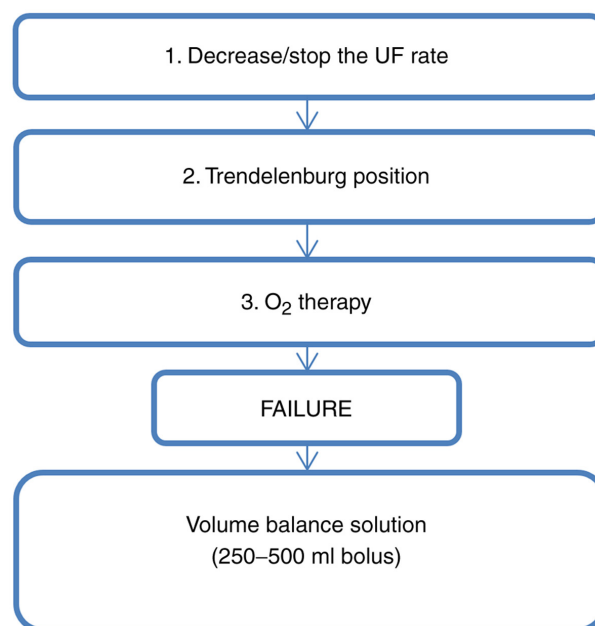 1. Decrease/stop the UF rate
2. Trendelenburg position
3. O₂ therapy
FAILURE
Volume balance solution
(250–500 ml bolus)